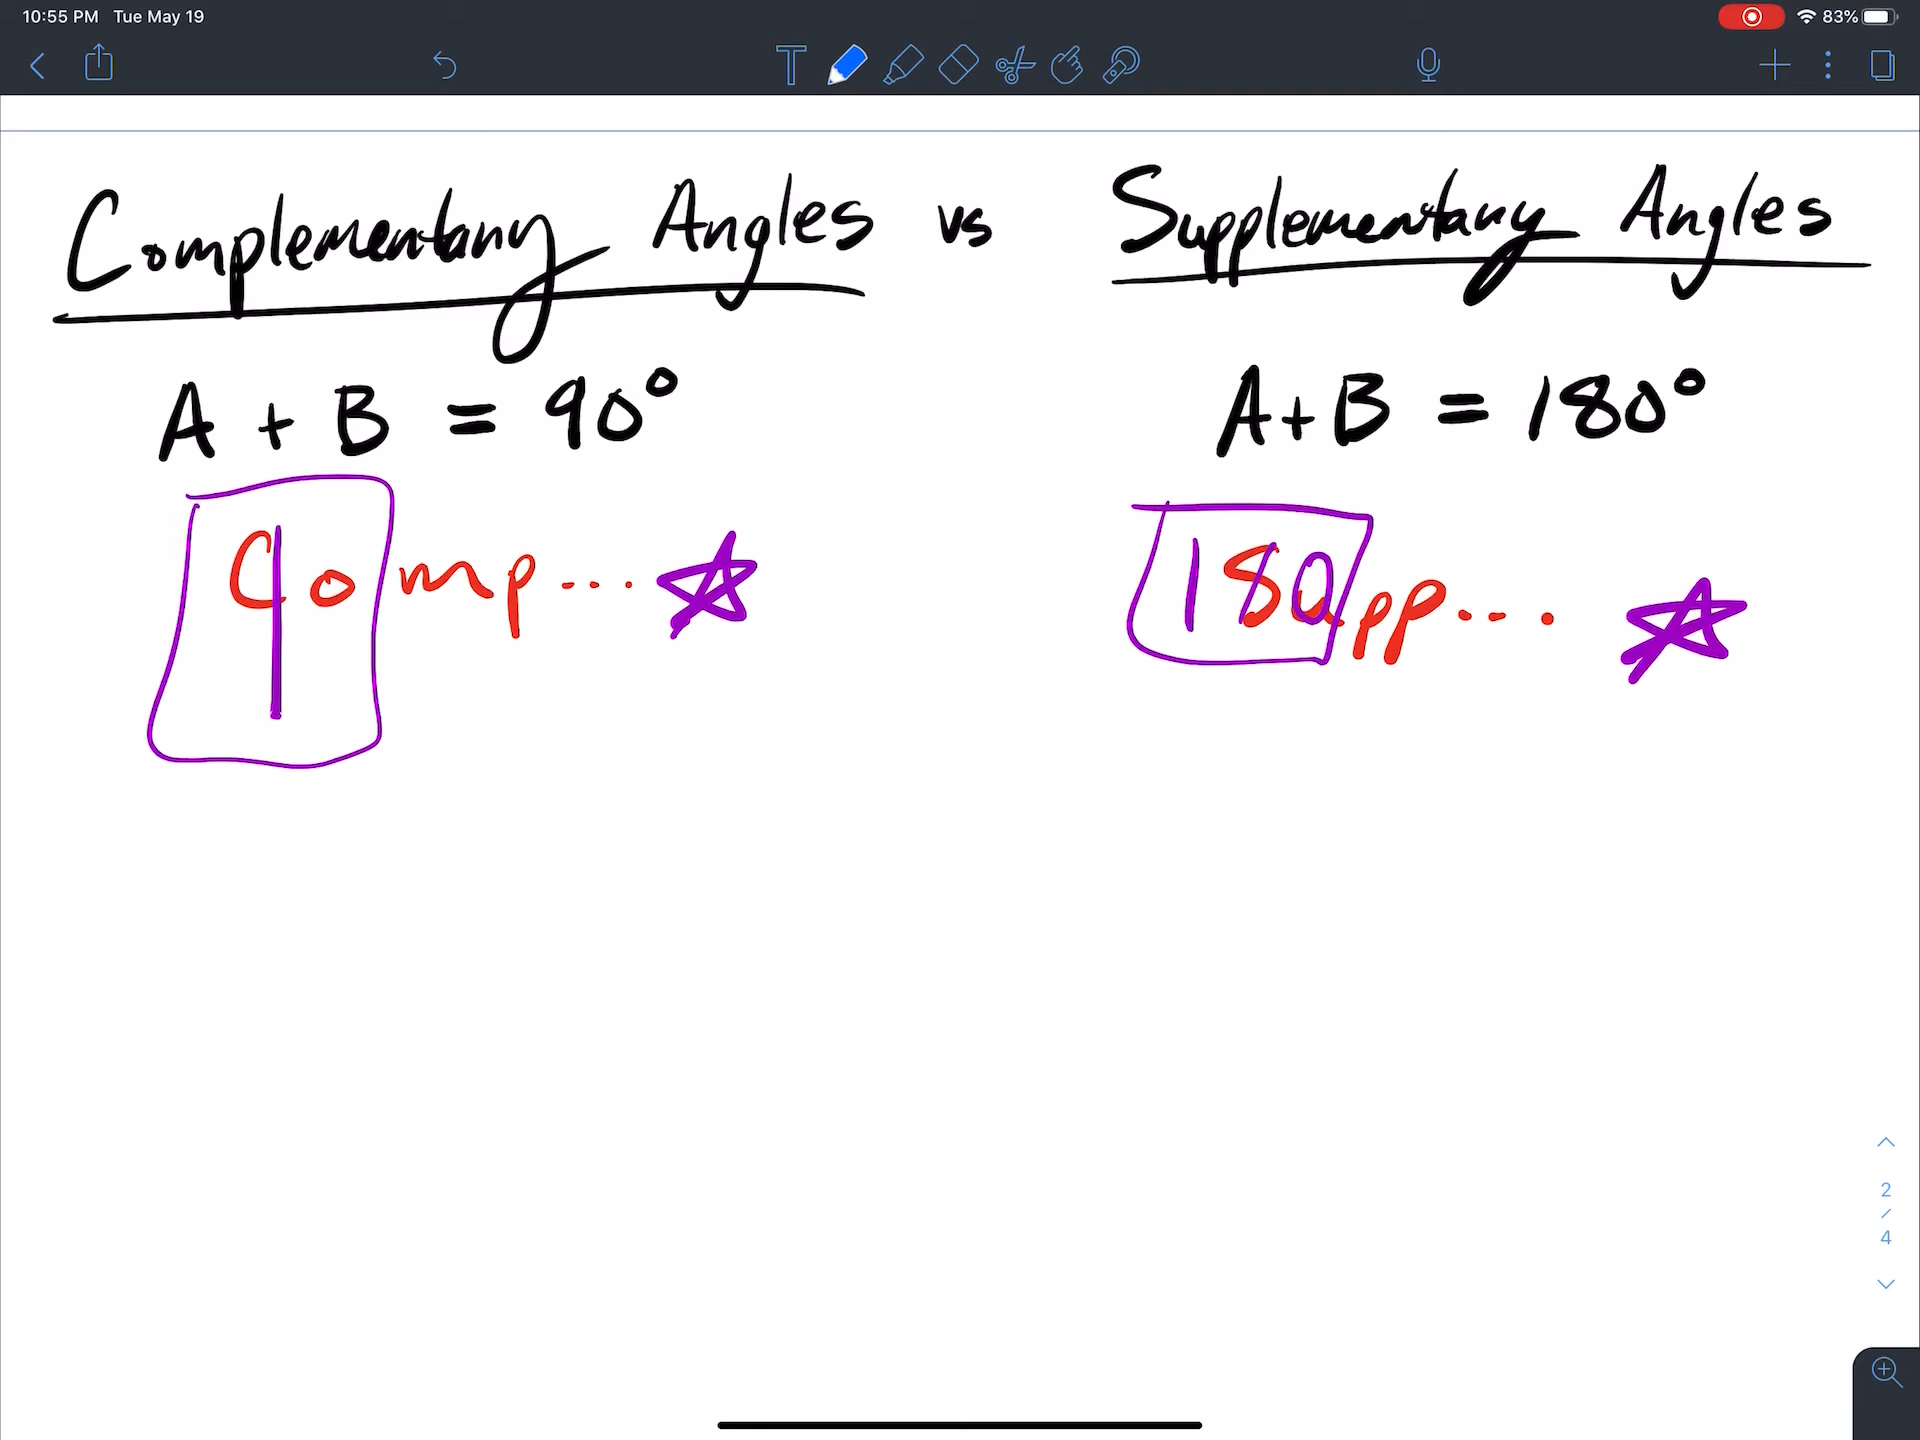 10:55 PM Tue May 19
83%
T
Complementary Angles vs Supplementary Angles
A + B = 90°
A+B = 180°
90mp...
180pp...
2
/
4